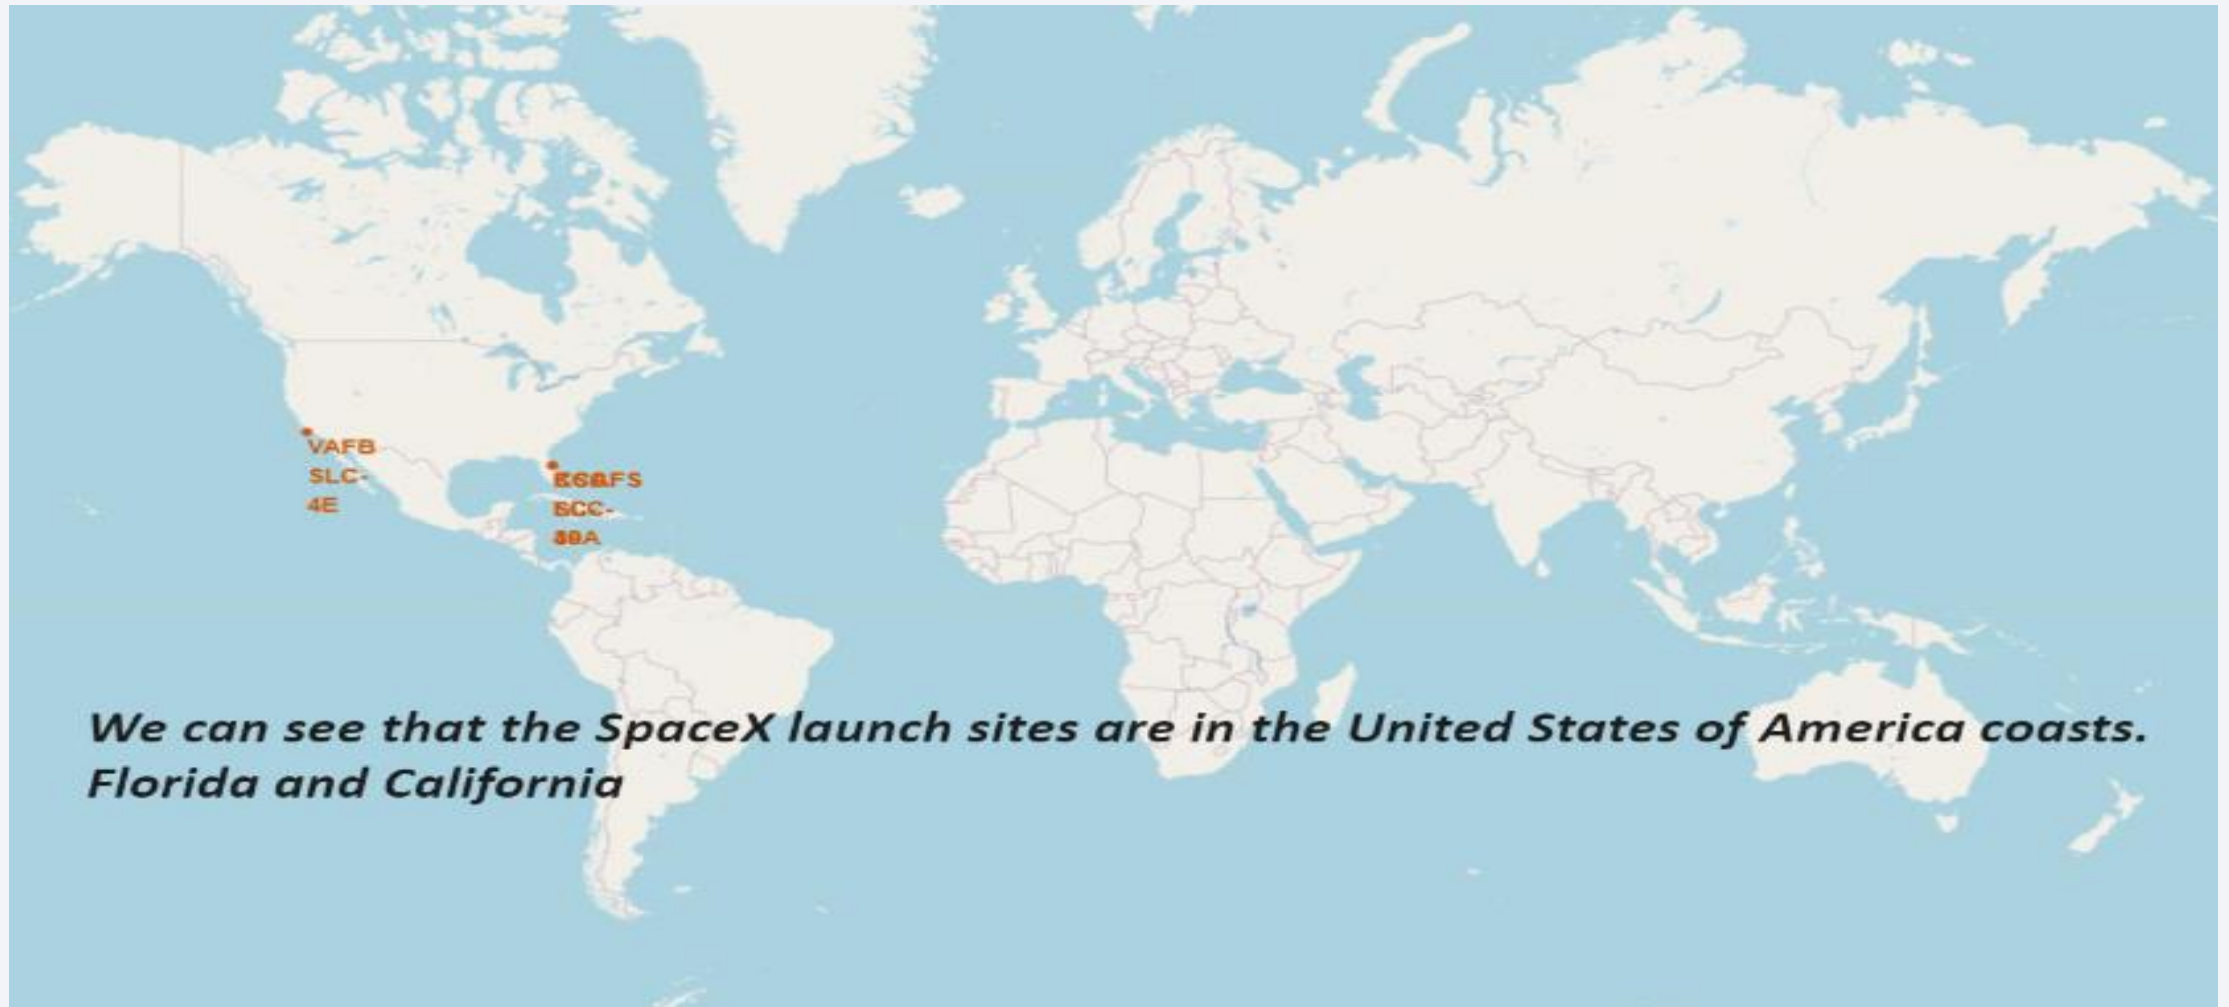 VAFB
SLC-
4E
We can see that the SpaceX launch sites are in the United States of America coasts.
Florida and California